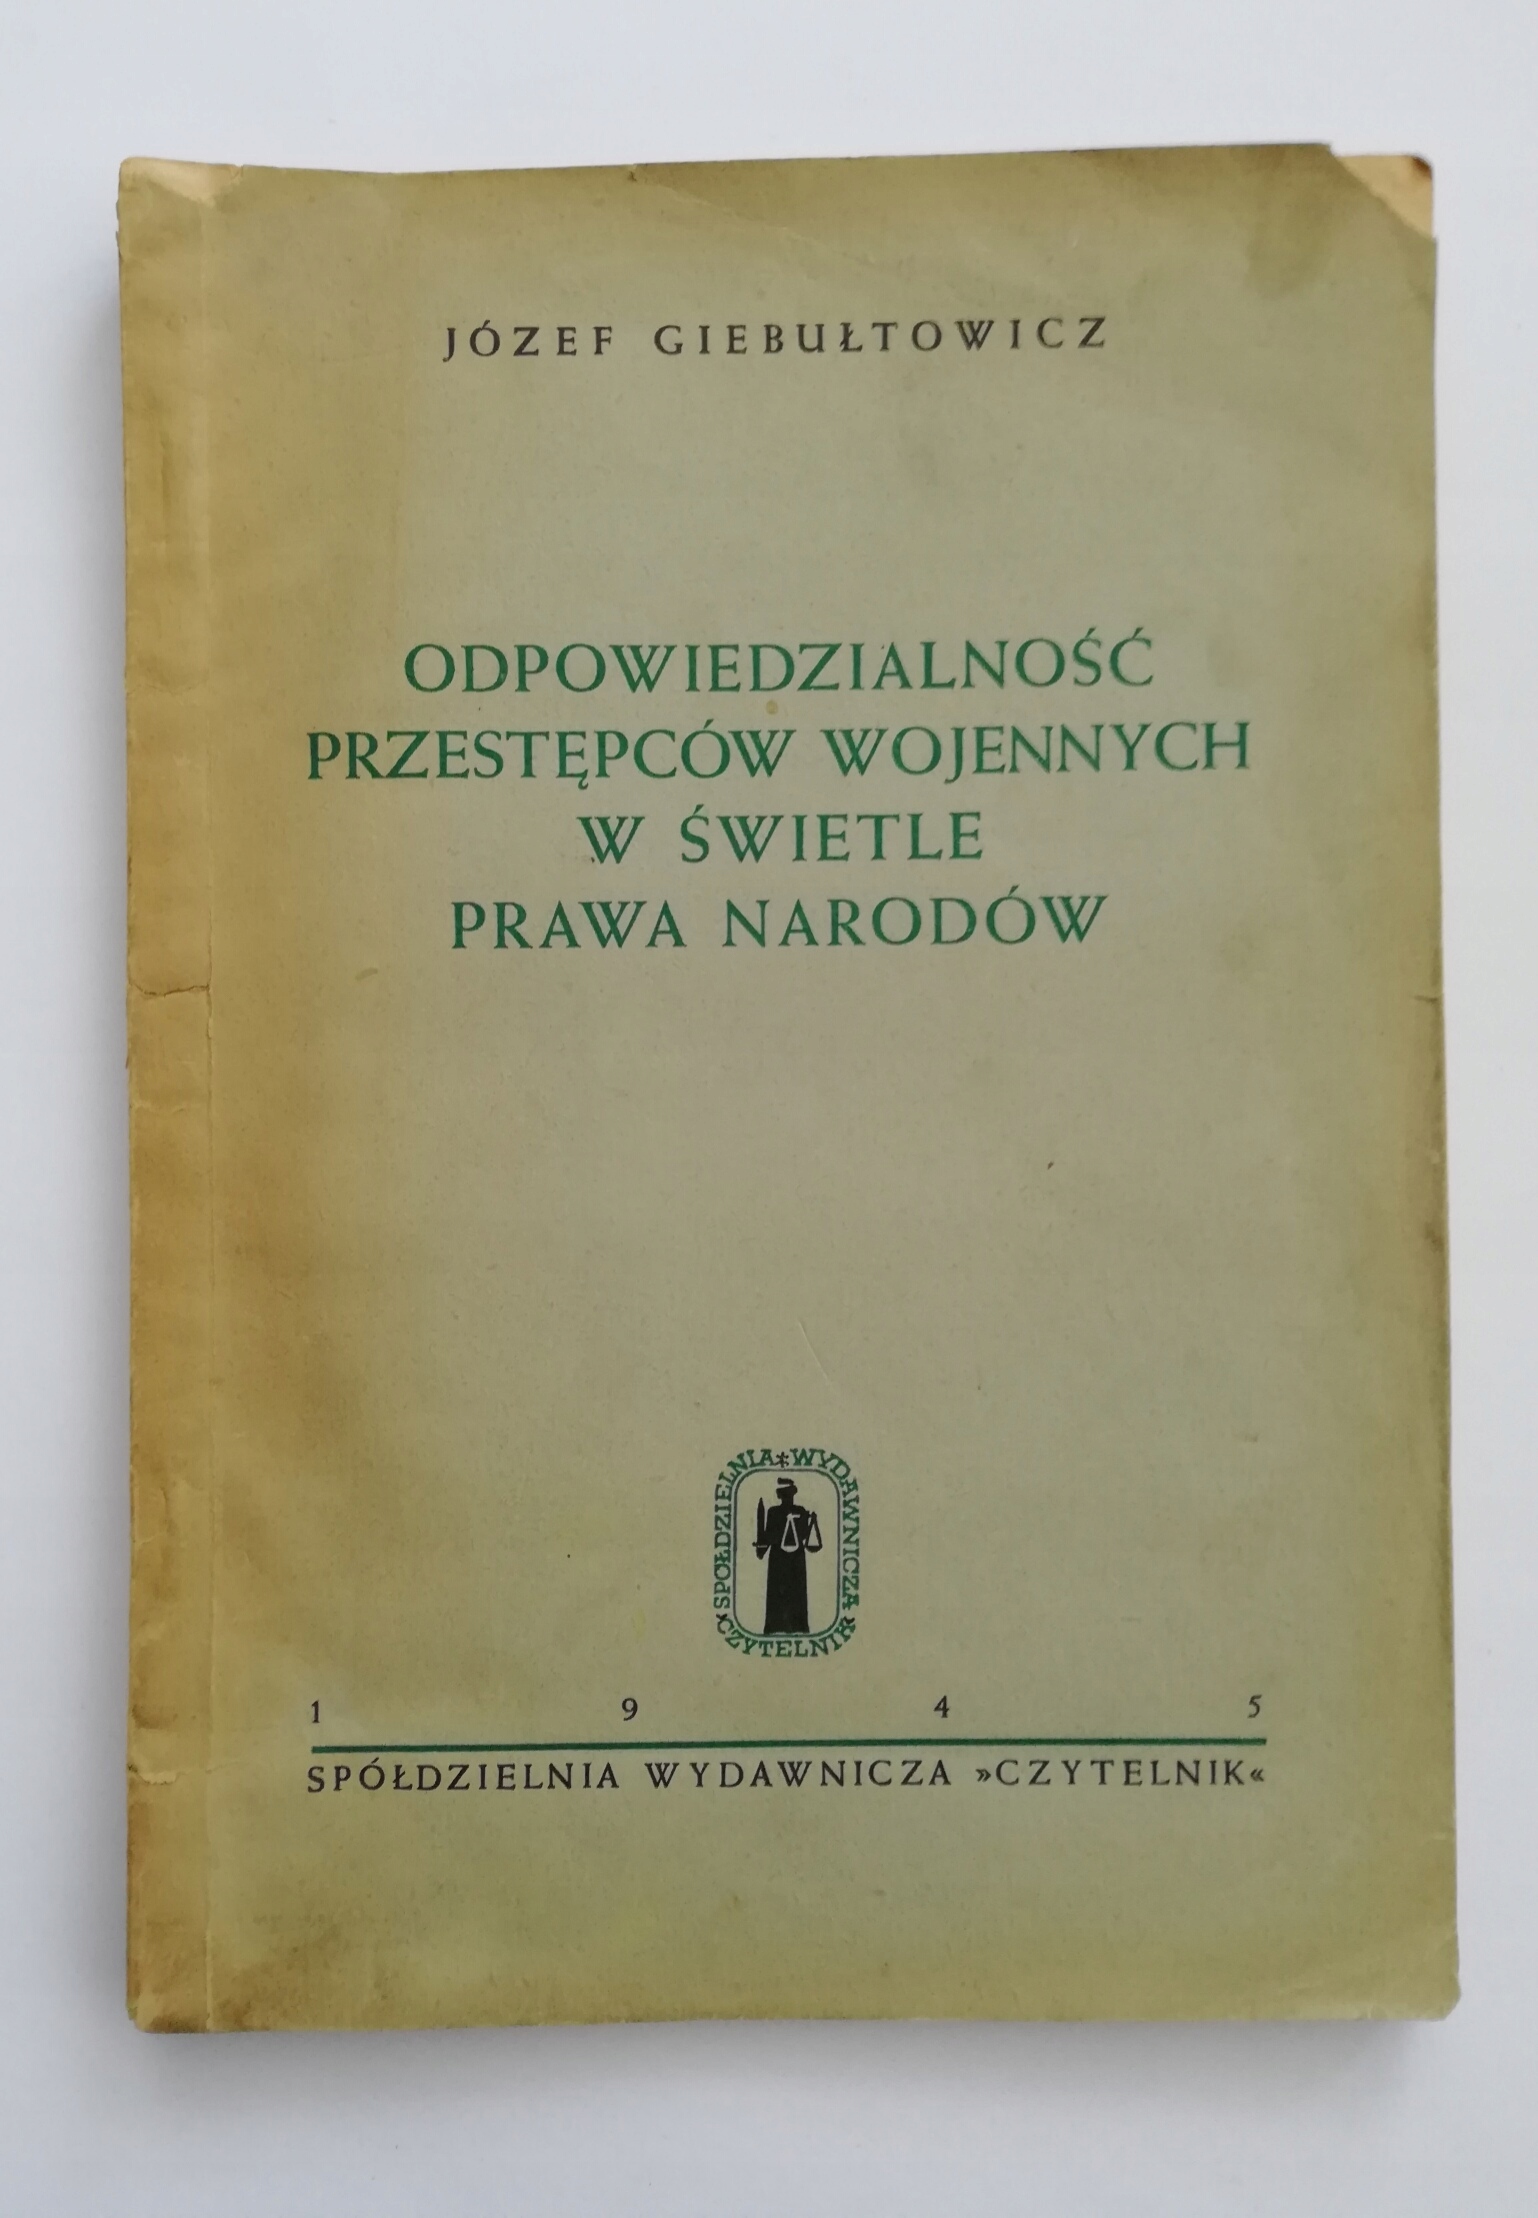 JÓZEF GIEBUŁTOWICZ
ODPOWIEDZIALNOŚĆ
PRZESTĘPCÓW WOJENNYCH
W ŚWIETLE
PRAWA NARODÓW
SPÓŁDZIELNIA * WYDAWNICZA * CZYTELNIK *
1 9 4 5
SPÓŁDZIELNIA WYDAWNICZA »CZYTELNIK«